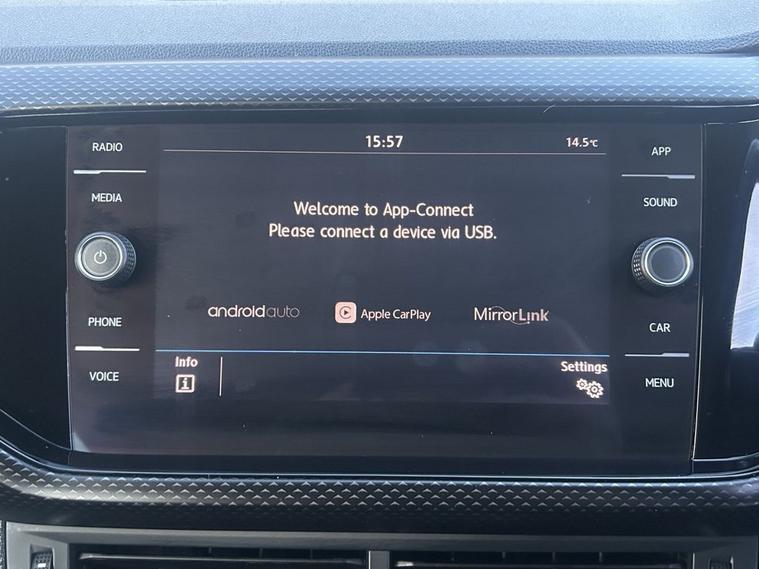 RADIO
MEDIA
PHONE
VOICE
15:57
14.5°C
Welcome to App-Connect
Please connect a device via USB.
androidauto
Apple CarPlay
MirrorLink
Info
Settings
APP
SOUND
CAR
MENU